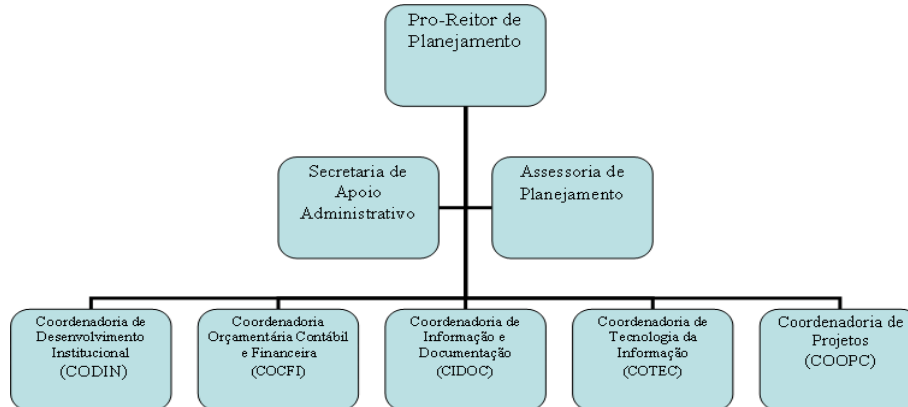 Pro-Reitor de
Planejamento
Secretaria de
Apoio
Administrativo
Assessoria de
Planejamento
Coordenadoria de
Desenvolvimento
Institucional
(CODIN)
Coordenadoria
Orçamentária Contábil
e Financeira
(COCFI)
Coordenadoria de
Informação e
Documentação
(CIDOC)
Coordenadoria de
Tecnologia da
Informação
(COTEC)
Coordenadoria de
Projetos
(COOPC)